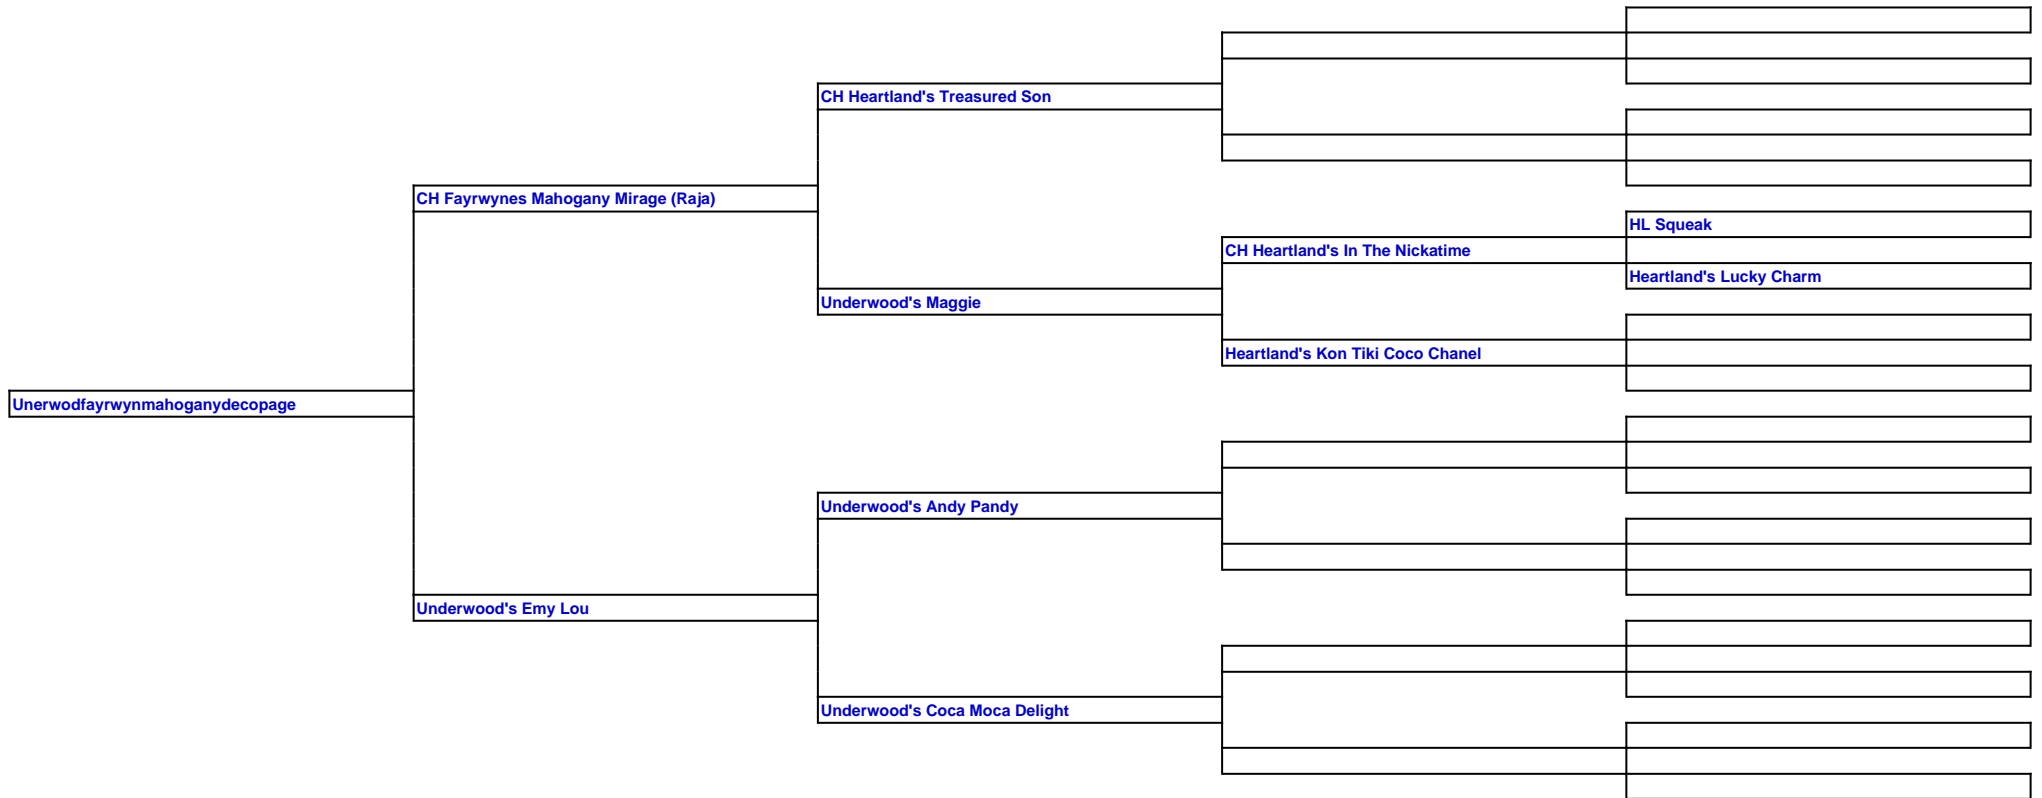 CH Heartland's Treasured Son
CH Fayrwynes Mahogany Mirage (Raja)
HL Squeak
CH Heartland's In The Nickatime
Heartland's Lucky Charm
Underwood's Maggie
Heartland's Kon Tiki Coco Chanel
Unerwodfayrwynmahoganydecopage
Underwood's Andy Pandy
Underwood's Emy Lou
Underwood's Coca Moca Delight